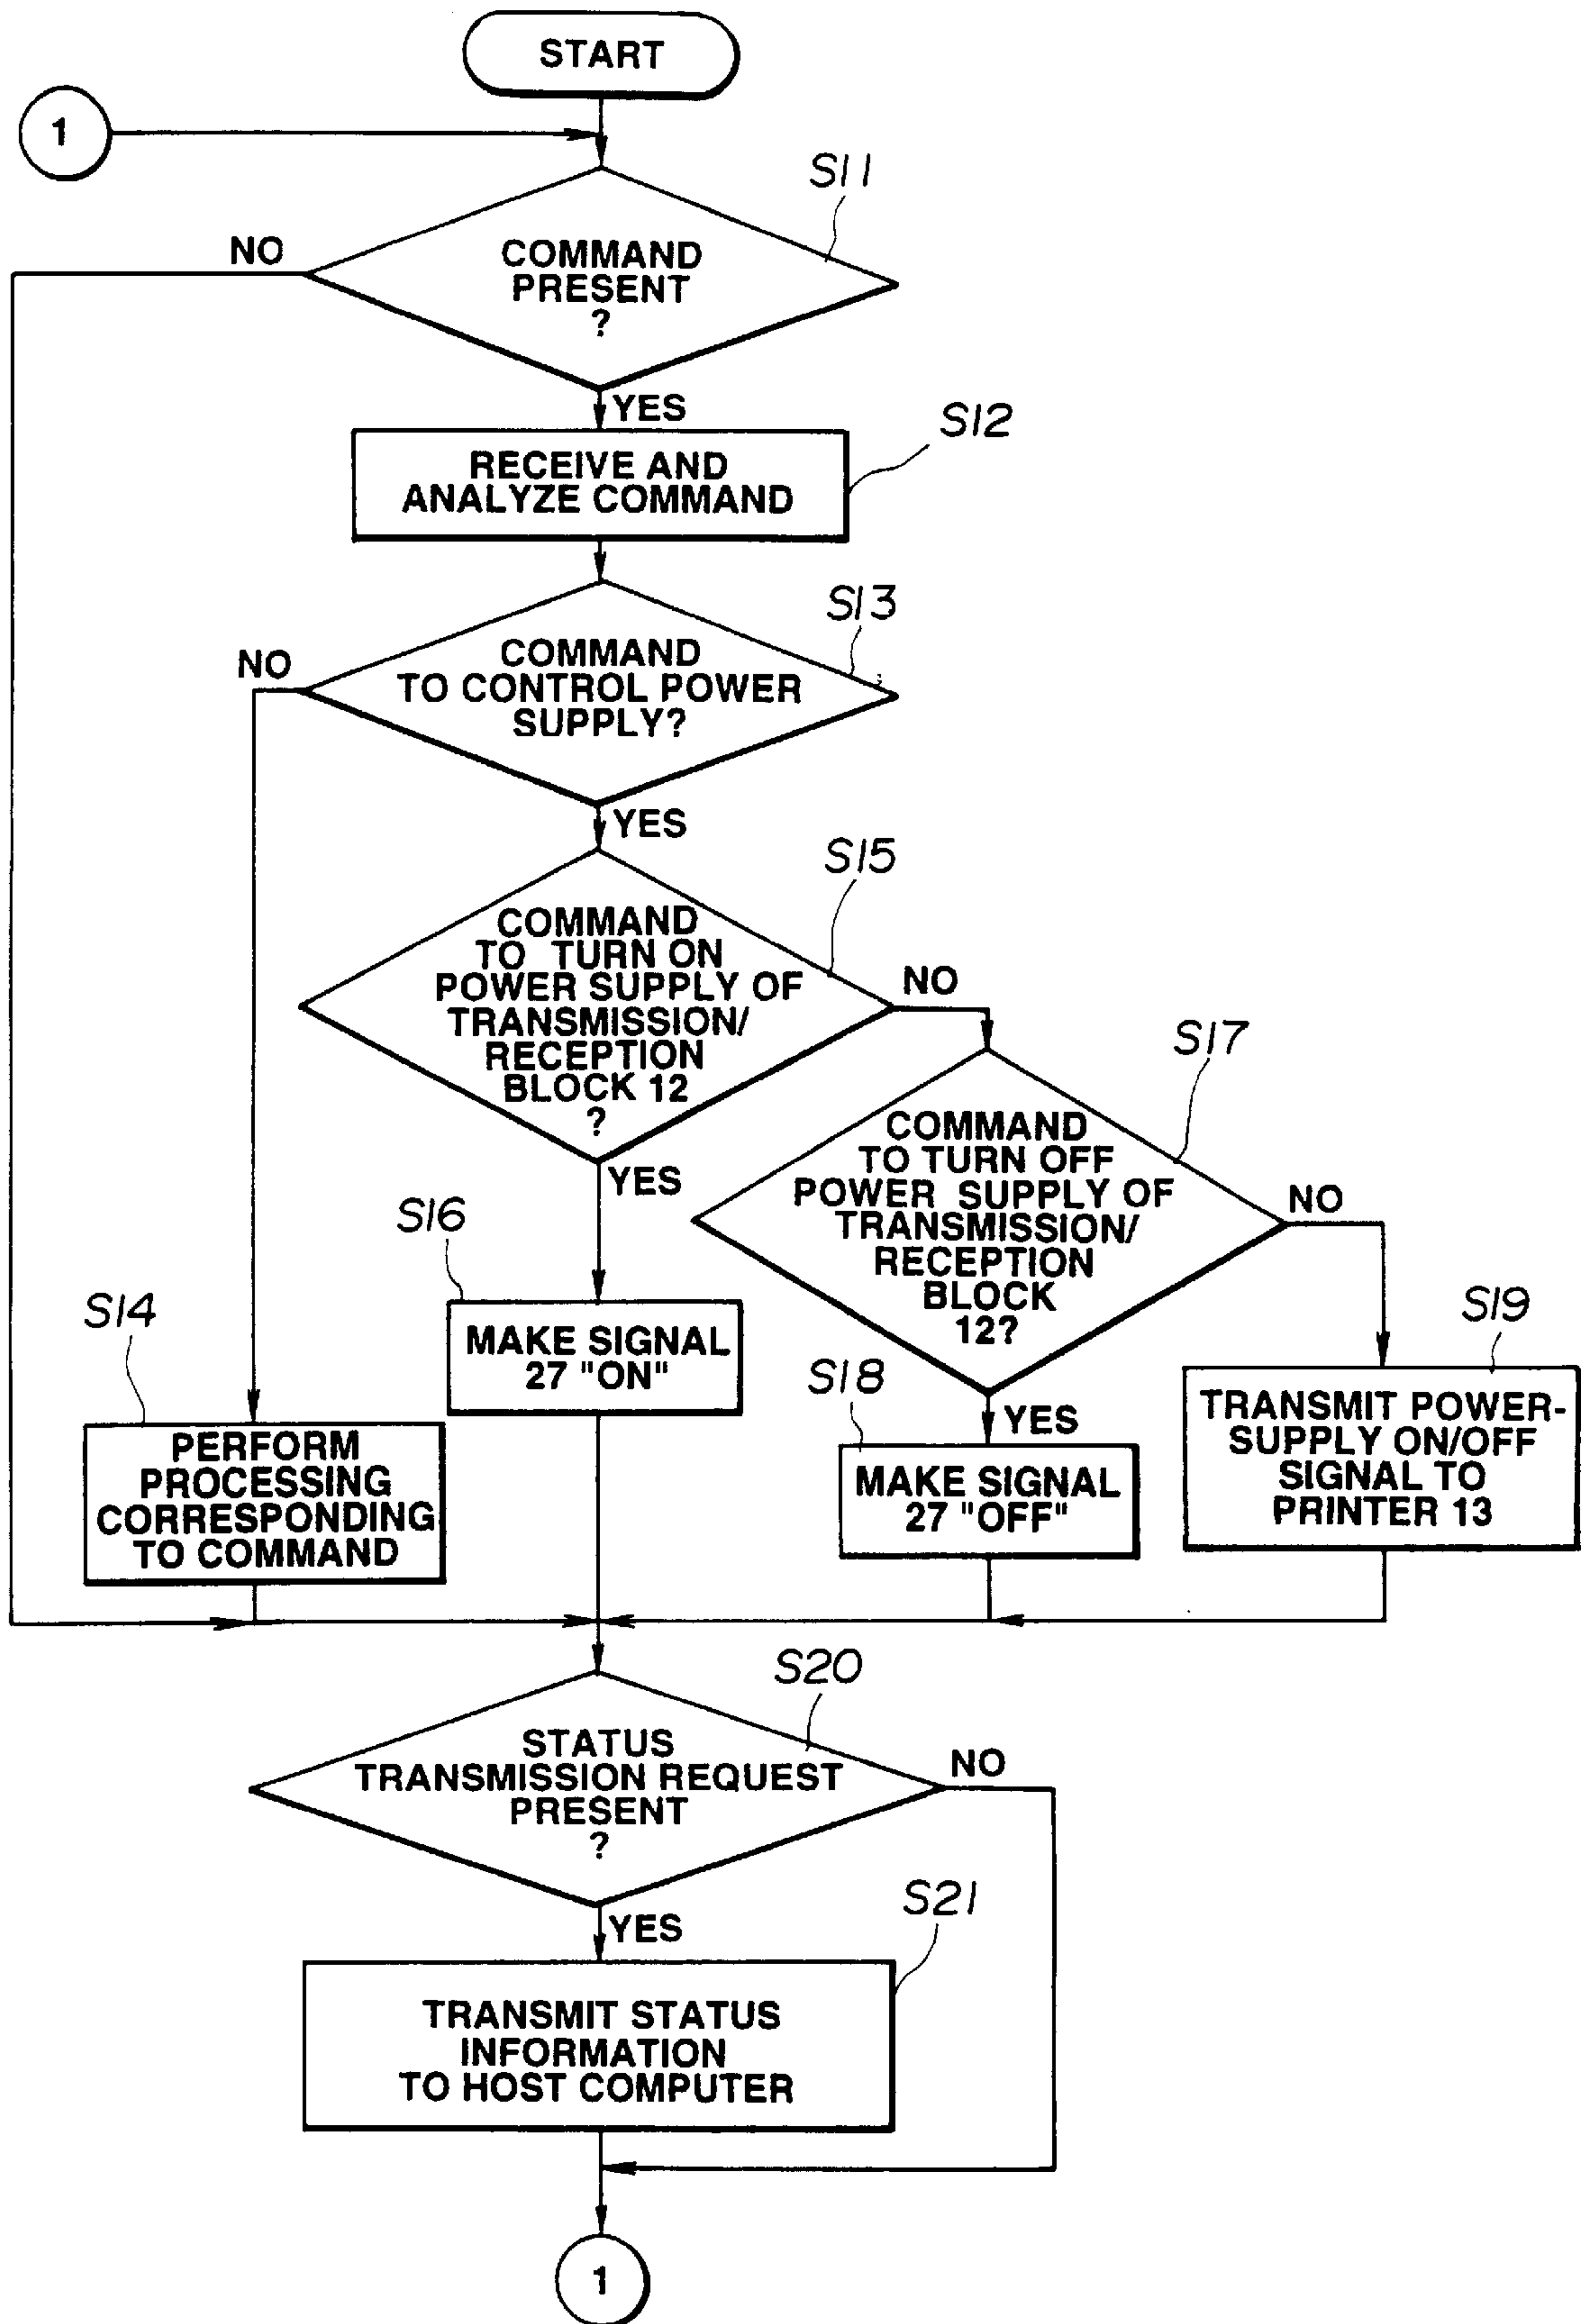 START
1
S11
NO
COMMAND
PRESENT
?
YES
S12
RECEIVE AND
ANALYZE COMMAND
S13
NO
COMMAND
TO CONTROL POWER
SUPPLY?
YES
S15
COMMAND
TO TURN ON
POWER SUPPLY OF
TRANSMISSION/
RECEPTION
BLOCK 12
?
NO
YES
S17
COMMAND
TO TURN OFF
POWER SUPPLY OF
TRANSMISSION/
RECEPTION
BLOCK
12?
NO
YES
S16
MAKE SIGNAL
27 "ON"
S14
PERFORM
PROCESSING
CORRESPONDING
TO COMMAND
S18
MAKE SIGNAL
27 "OFF"
S19
TRANSMIT POWER-
SUPPLY ON/OFF
SIGNAL TO
PRINTER 13
S20
STATUS
TRANSMISSION REQUEST
PRESENT
?
NO
YES
S21
TRANSMIT STATUS
INFORMATION
TO HOST COMPUTER
1